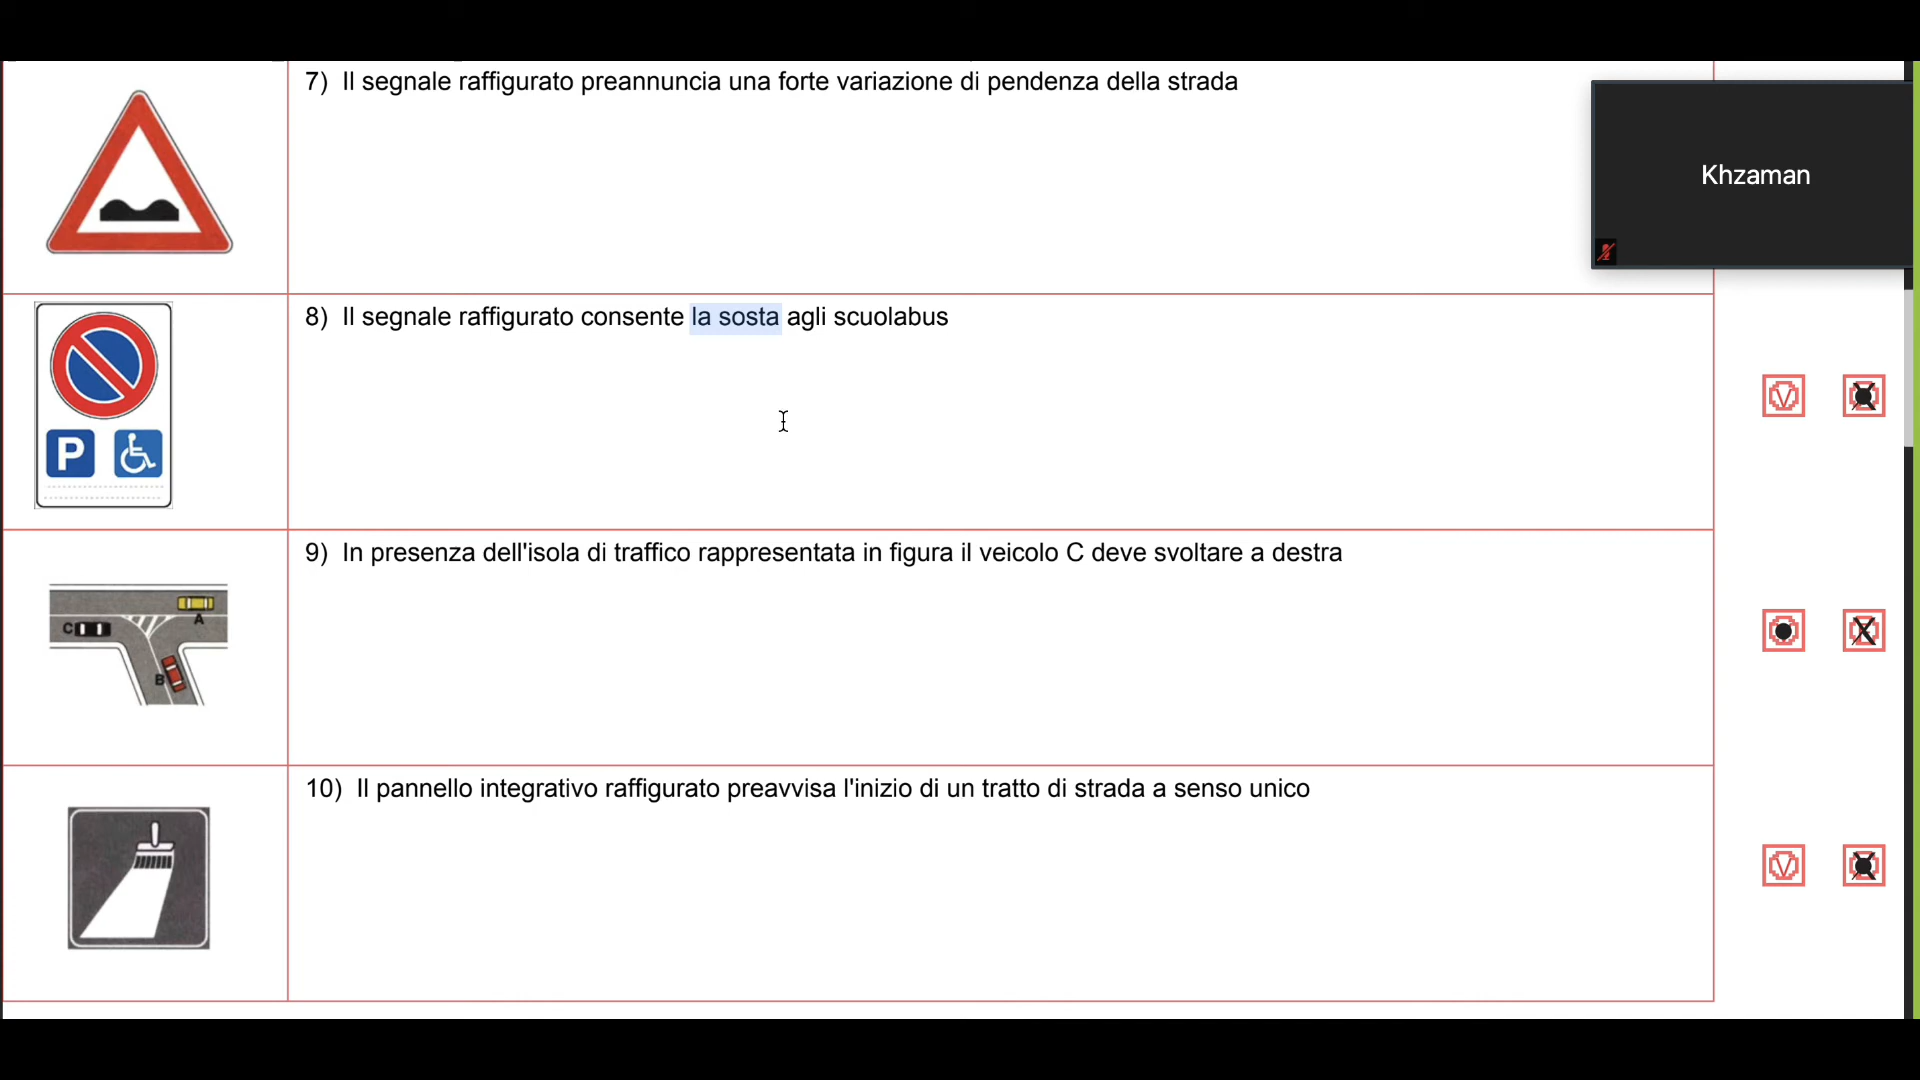 7) Il segnale raffigurato preannuncia una forte variazione di pendenza della strada
Khzaman
8) Il segnale raffigurato consente la sosta agli scuolabus
P
V
9) In presenza dell'isola di traffico rappresentata in figura il veicolo C deve svoltare a destra
A
C
B
X
10) Il pannello integrativo raffigurato preavvisa l'inizio di un tratto di strada a senso unico
V